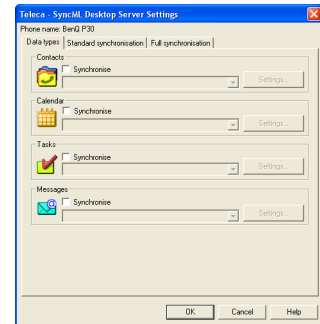 Teleca - SyncML Desktop Server Settings
Phone name: BenQ P30
Data types Standard synchronisation Full synchronisation
Contacts
Synchronise
Settings...
Calendar
Synchronise
Settings...
Tasks
Synchronise
Settings...
Messages
Synchronise
Settings...
OK Cancel Help